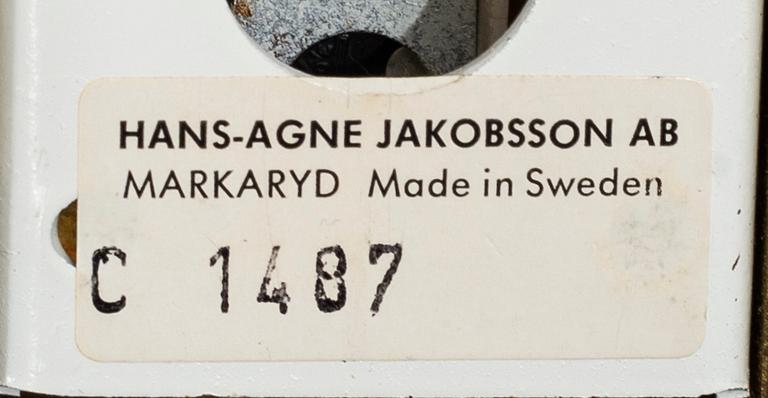 HANS-AGNE JAKOBSSON AB
MARKARYD Made in Sweden
C 1487